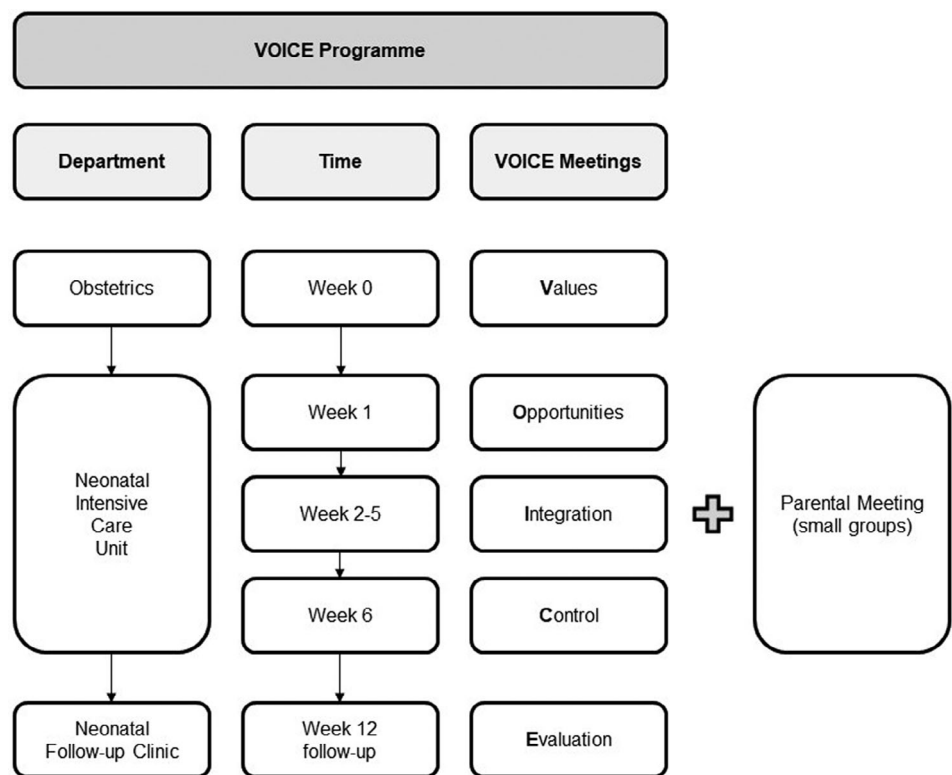 VOICE Programme
Department
Time
VOICE Meetings
Obstetrics
Week 0
Values
Neonatal
Intensive
Care
Unit
Week 1
Opportunities
Week 2-5
Integration
Week 6
Control
Parental Meeting
(small groups)
Neonatal
Follow-up Clinic
Week 12
follow-up
Evaluation